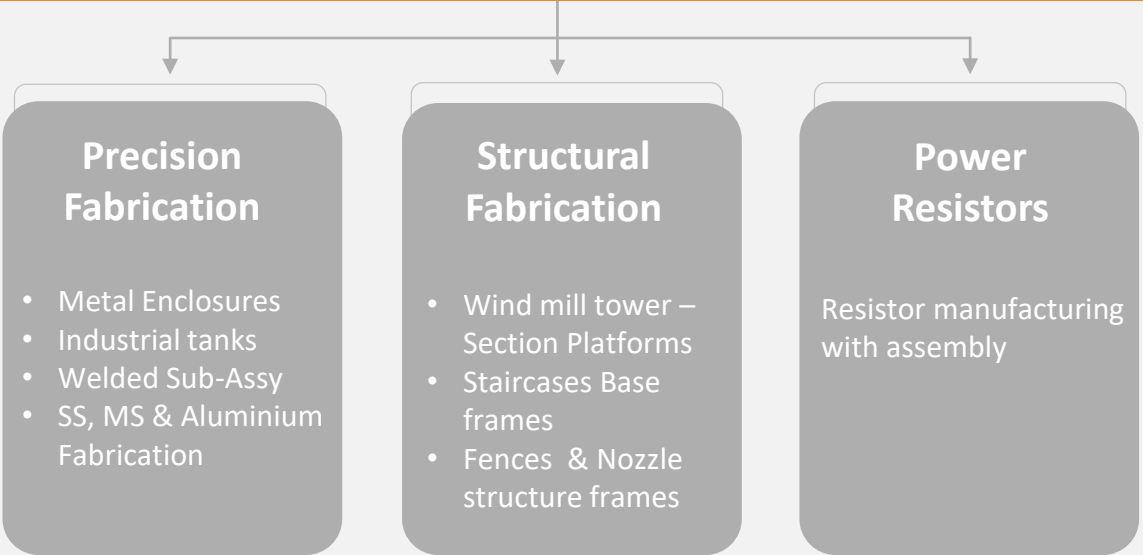 Precision
Fabrication
• Metal Enclosures
• Industrial tanks
• Welded Sub-Assy
• SS, MS & Aluminium
Fabrication
Structural
Fabrication
• Wind mill tower –
Section Platforms
• Staircases Base
frames
• Fences & Nozzle
structure frames
Power
Resistors
Resistor manufacturing
with assembly